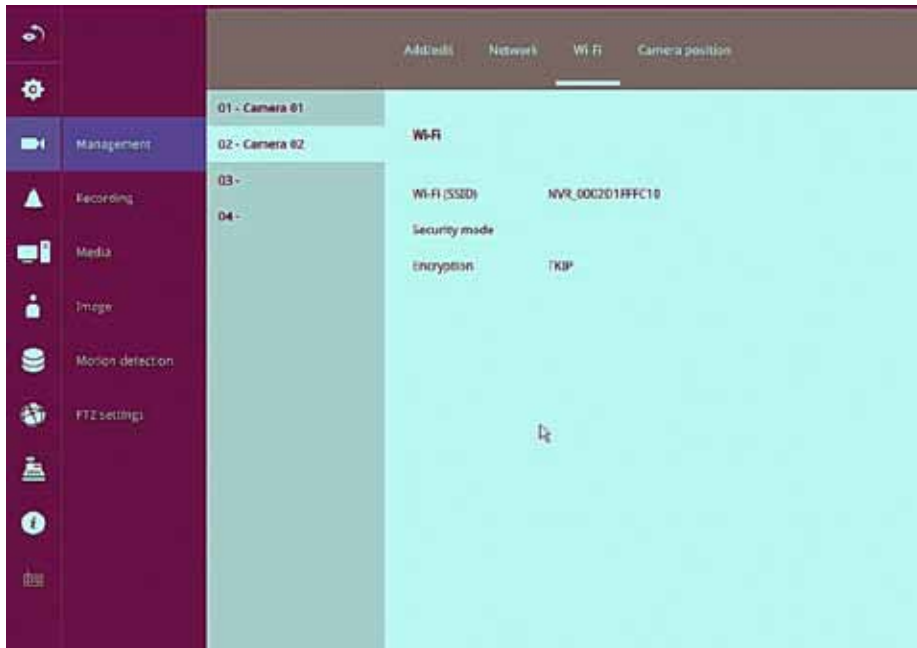 Add/edit Network Wi-Fi Camera position
01 - Camera 01
02 - Camera 02
03 -
04 -
Management
Recording
Media
Image
Motion detection
PTZ settings
Wi-Fi
Wi-Fi (SSID) NVR_0002D1FFFC10
Security mode
Encryption TKIP